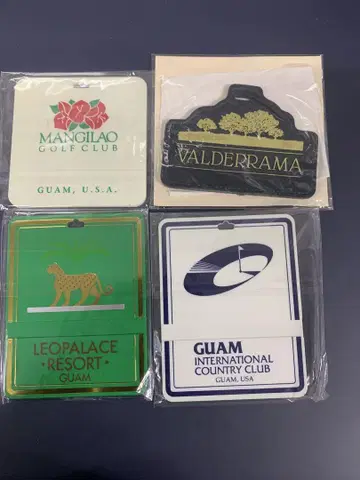 MANGILAO
GOLF CLUB
GUAM, U.S.A.
VALDERRAMA
LEOPALACE
·RESORT·
GUAM
GUAM
INTERNATIONAL
COUNTRY CLUB
GUAM, USA